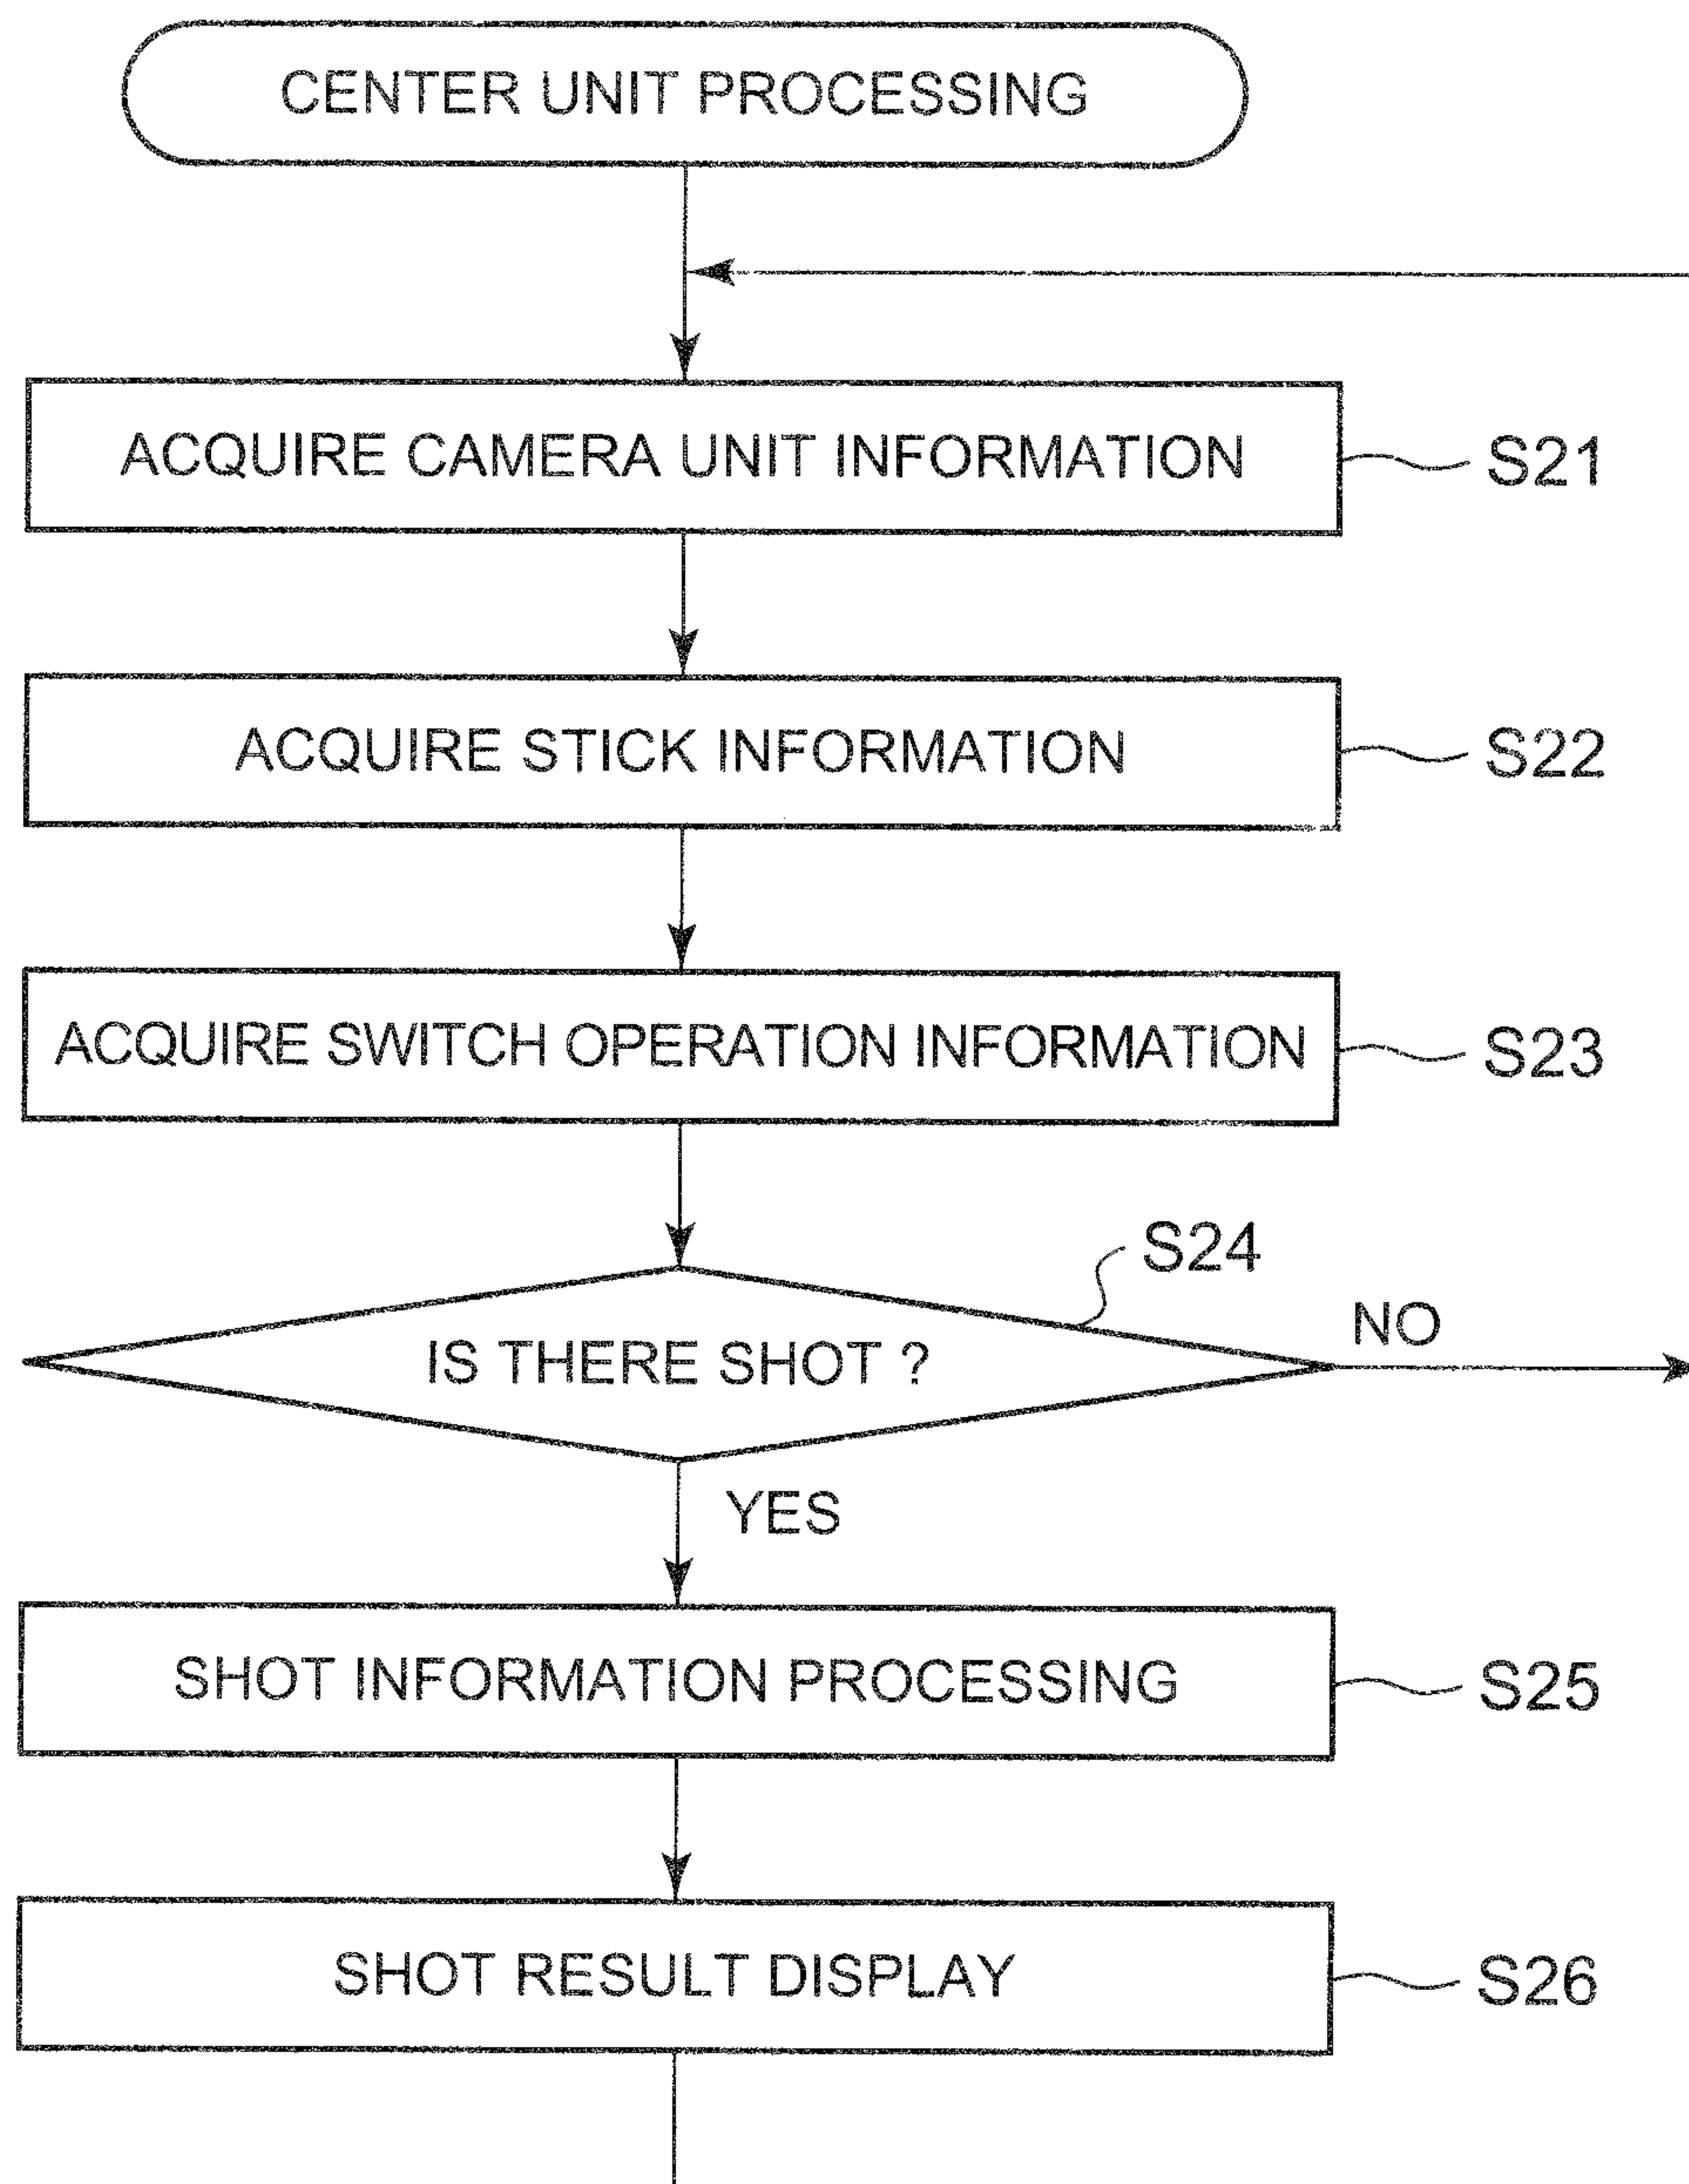 CENTER UNIT PROCESSING
ACQUIRE CAMERA UNIT INFORMATION
S21
ACQUIRE STICK INFORMATION
S22
ACQUIRE SWITCH OPERATION INFORMATION
S23
S24
IS THERE SHOT ?
NO
YES
SHOT INFORMATION PROCESSING
S25
SHOT RESULT DISPLAY
S26